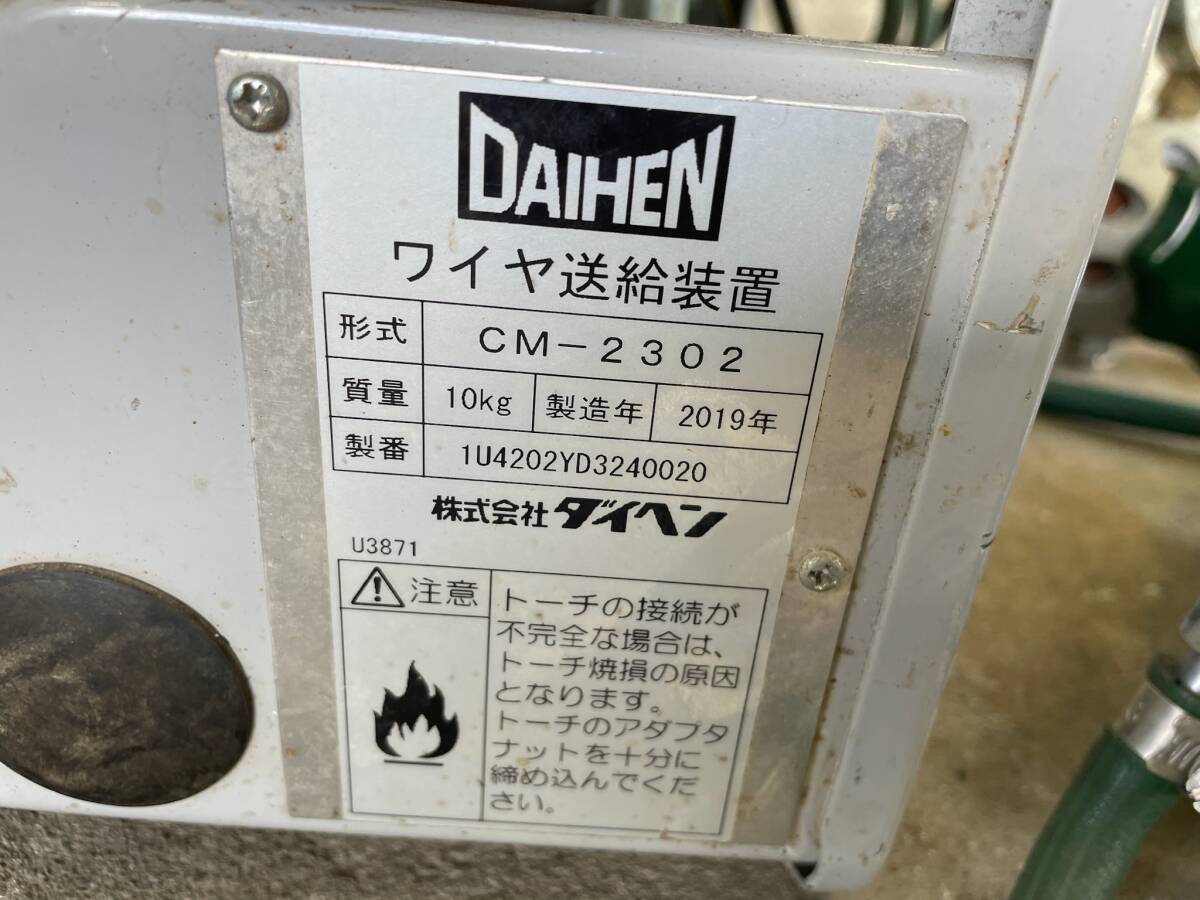 DAIHEN
ワイヤ送給装置
形式 CM-2302
質量 10kg 製造年 2019年
製番 1U4202YD3240020
株式会社ダイヘン
U3871
注意
トーチの接続が
不完全な場合は、
トーチ焼損の原因
となります。
トーチのアダプタ
ナットを十分に
締め込んでくだ
さい。